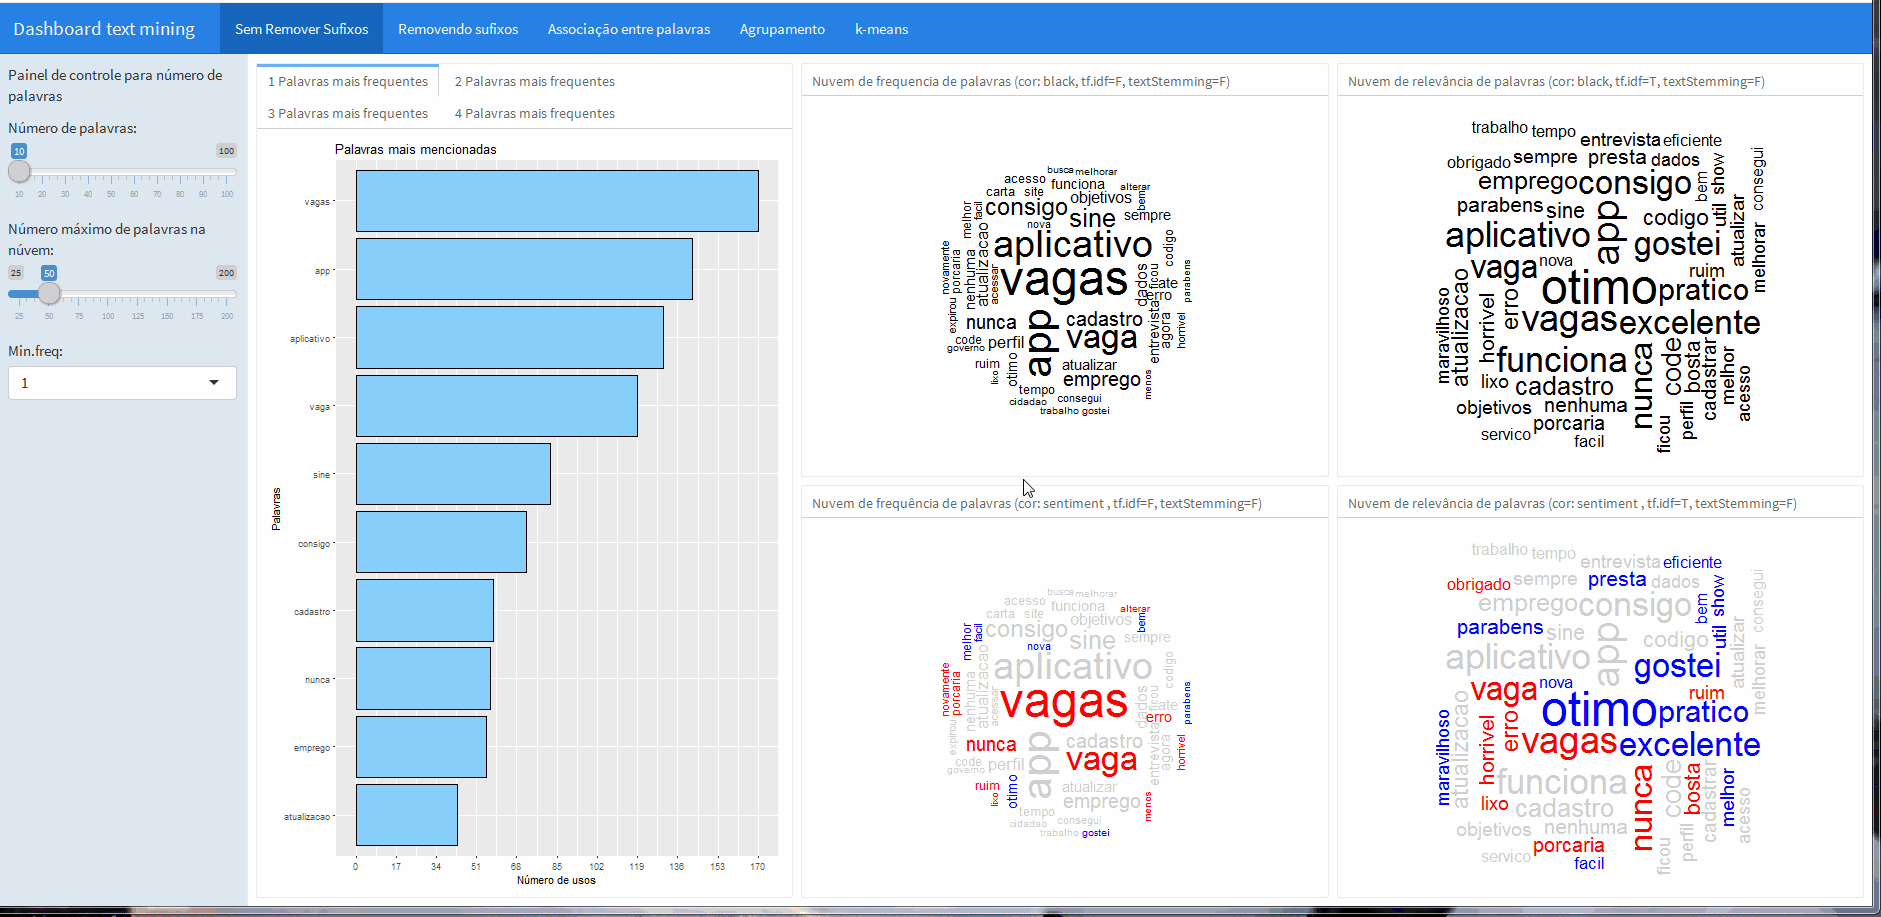 Dashboard text mining
Sem Remover Sufixos
Removendo sufixos
Associação entre palavras
Agrupamento
k-means
Painel de controle para número de
palavras
Número de palavras:
10
100
10 20 30 40 50 60 70 80 90 100
Número máximo de palavras na
núvem:
25
50
200
25 50 75 100 125 150 175 200
Min.freq:
1
1 Palavras mais frequentes
2 Palavras mais frequentes
3 Palavras mais frequentes
4 Palavras mais frequentes
Palavras mais mencionadas
Palavras
vagas
app
aplicativo
vaga
sine
consigo
cadastro
nunca
emprego
atualizacao
0 17 34 51 68 85 102 119 136 153 170
Número de usos
Nuvem de frequencia de palavras (cor: black, tf.idf=F, textStemming=F)
busca melhorar
acesso
funciona
alterar
carta
site
objetivos
bem
melhor
facil
consigo
sine
sempre
nova
aplicativo
codigo
novamente
porcaria
nenhuma
atualizacao
acessar
vagas
dados
ficou
ate
erro
parabens
expirou
nunca
app
cadastro
vaga
entrevista
agora
horrivel
code
governo
perfil
ruim
lixo
otimo
atualizar
emprego
menos
tempo
cidadao
consegui
trabalho
gostei
Nuvem de relevância de palavras (cor: black, tf.idf=T, textStemming=F)
trabalho
tempo
entrevista
eficiente
obrigado
sempre
presta
dados
bem
show
consegui
emprego
consigo
parabens
sine
app
codigo
util
atualizar
melhorar
aplicativo
gostei
vaga
nova
ruim
otimo
pratico
maravilhoso
atualizacao
horrivel
erro
vagas
excelente
funciona
nunca
code
bosta
cadastrar
melhor
acesso
lixo
cadastro
objetivos
nenhuma
porcaria
servico
facil
ficou
perfil
Nuvem de frequência de palavras (cor: sentiment , tf.idf=F, textStemming=F)
busca melhorar
acesso
funciona
alterar
carta
site
objetivos
bem
melhor
facil
consigo
sine
sempre
nova
aplicativo
codigo
novamente
porcaria
nenhuma
atualizacao
acessar
vagas
dados
ficou
ate
erro
parabens
expirou
nunca
app
cadastro
vaga
entrevista
agora
horrivel
code
governo
perfil
ruim
lixo
otimo
atualizar
emprego
menos
tempo
cidadao
consegui
trabalho
gostei
Nuvem de relevância de palavras (cor: sentiment , tf.idf=T, textStemming=F)
trabalho
tempo
entrevista
eficiente
obrigado
sempre
presta
dados
bem
show
consegui
emprego
consigo
parabens
sine
app
codigo
util
atualizar
melhorar
aplicativo
gostei
vaga
nova
ruim
otimo
pratico
maravilhoso
atualizacao
horrivel
erro
vagas
excelente
funciona
nunca
code
bosta
cadastrar
melhor
acesso
lixo
cadastro
objetivos
nenhuma
porcaria
servico
facil
ficou
perfil